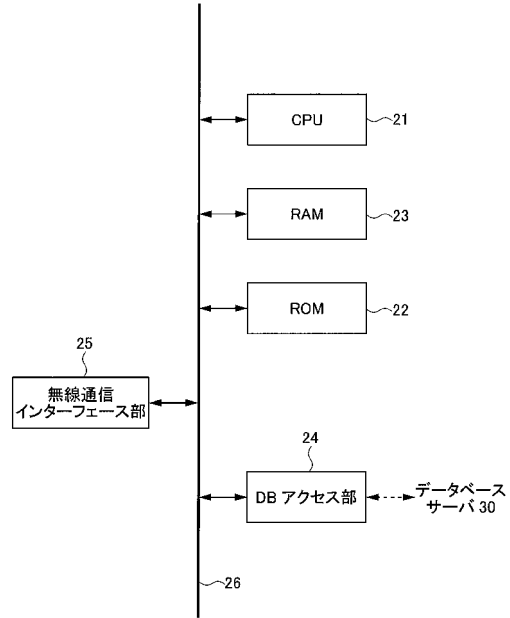 CPU
21
RAM
23
ROM
22
25
無線通信
インターフェース部
24
DB アクセス部
データベース
サーバ 30
26